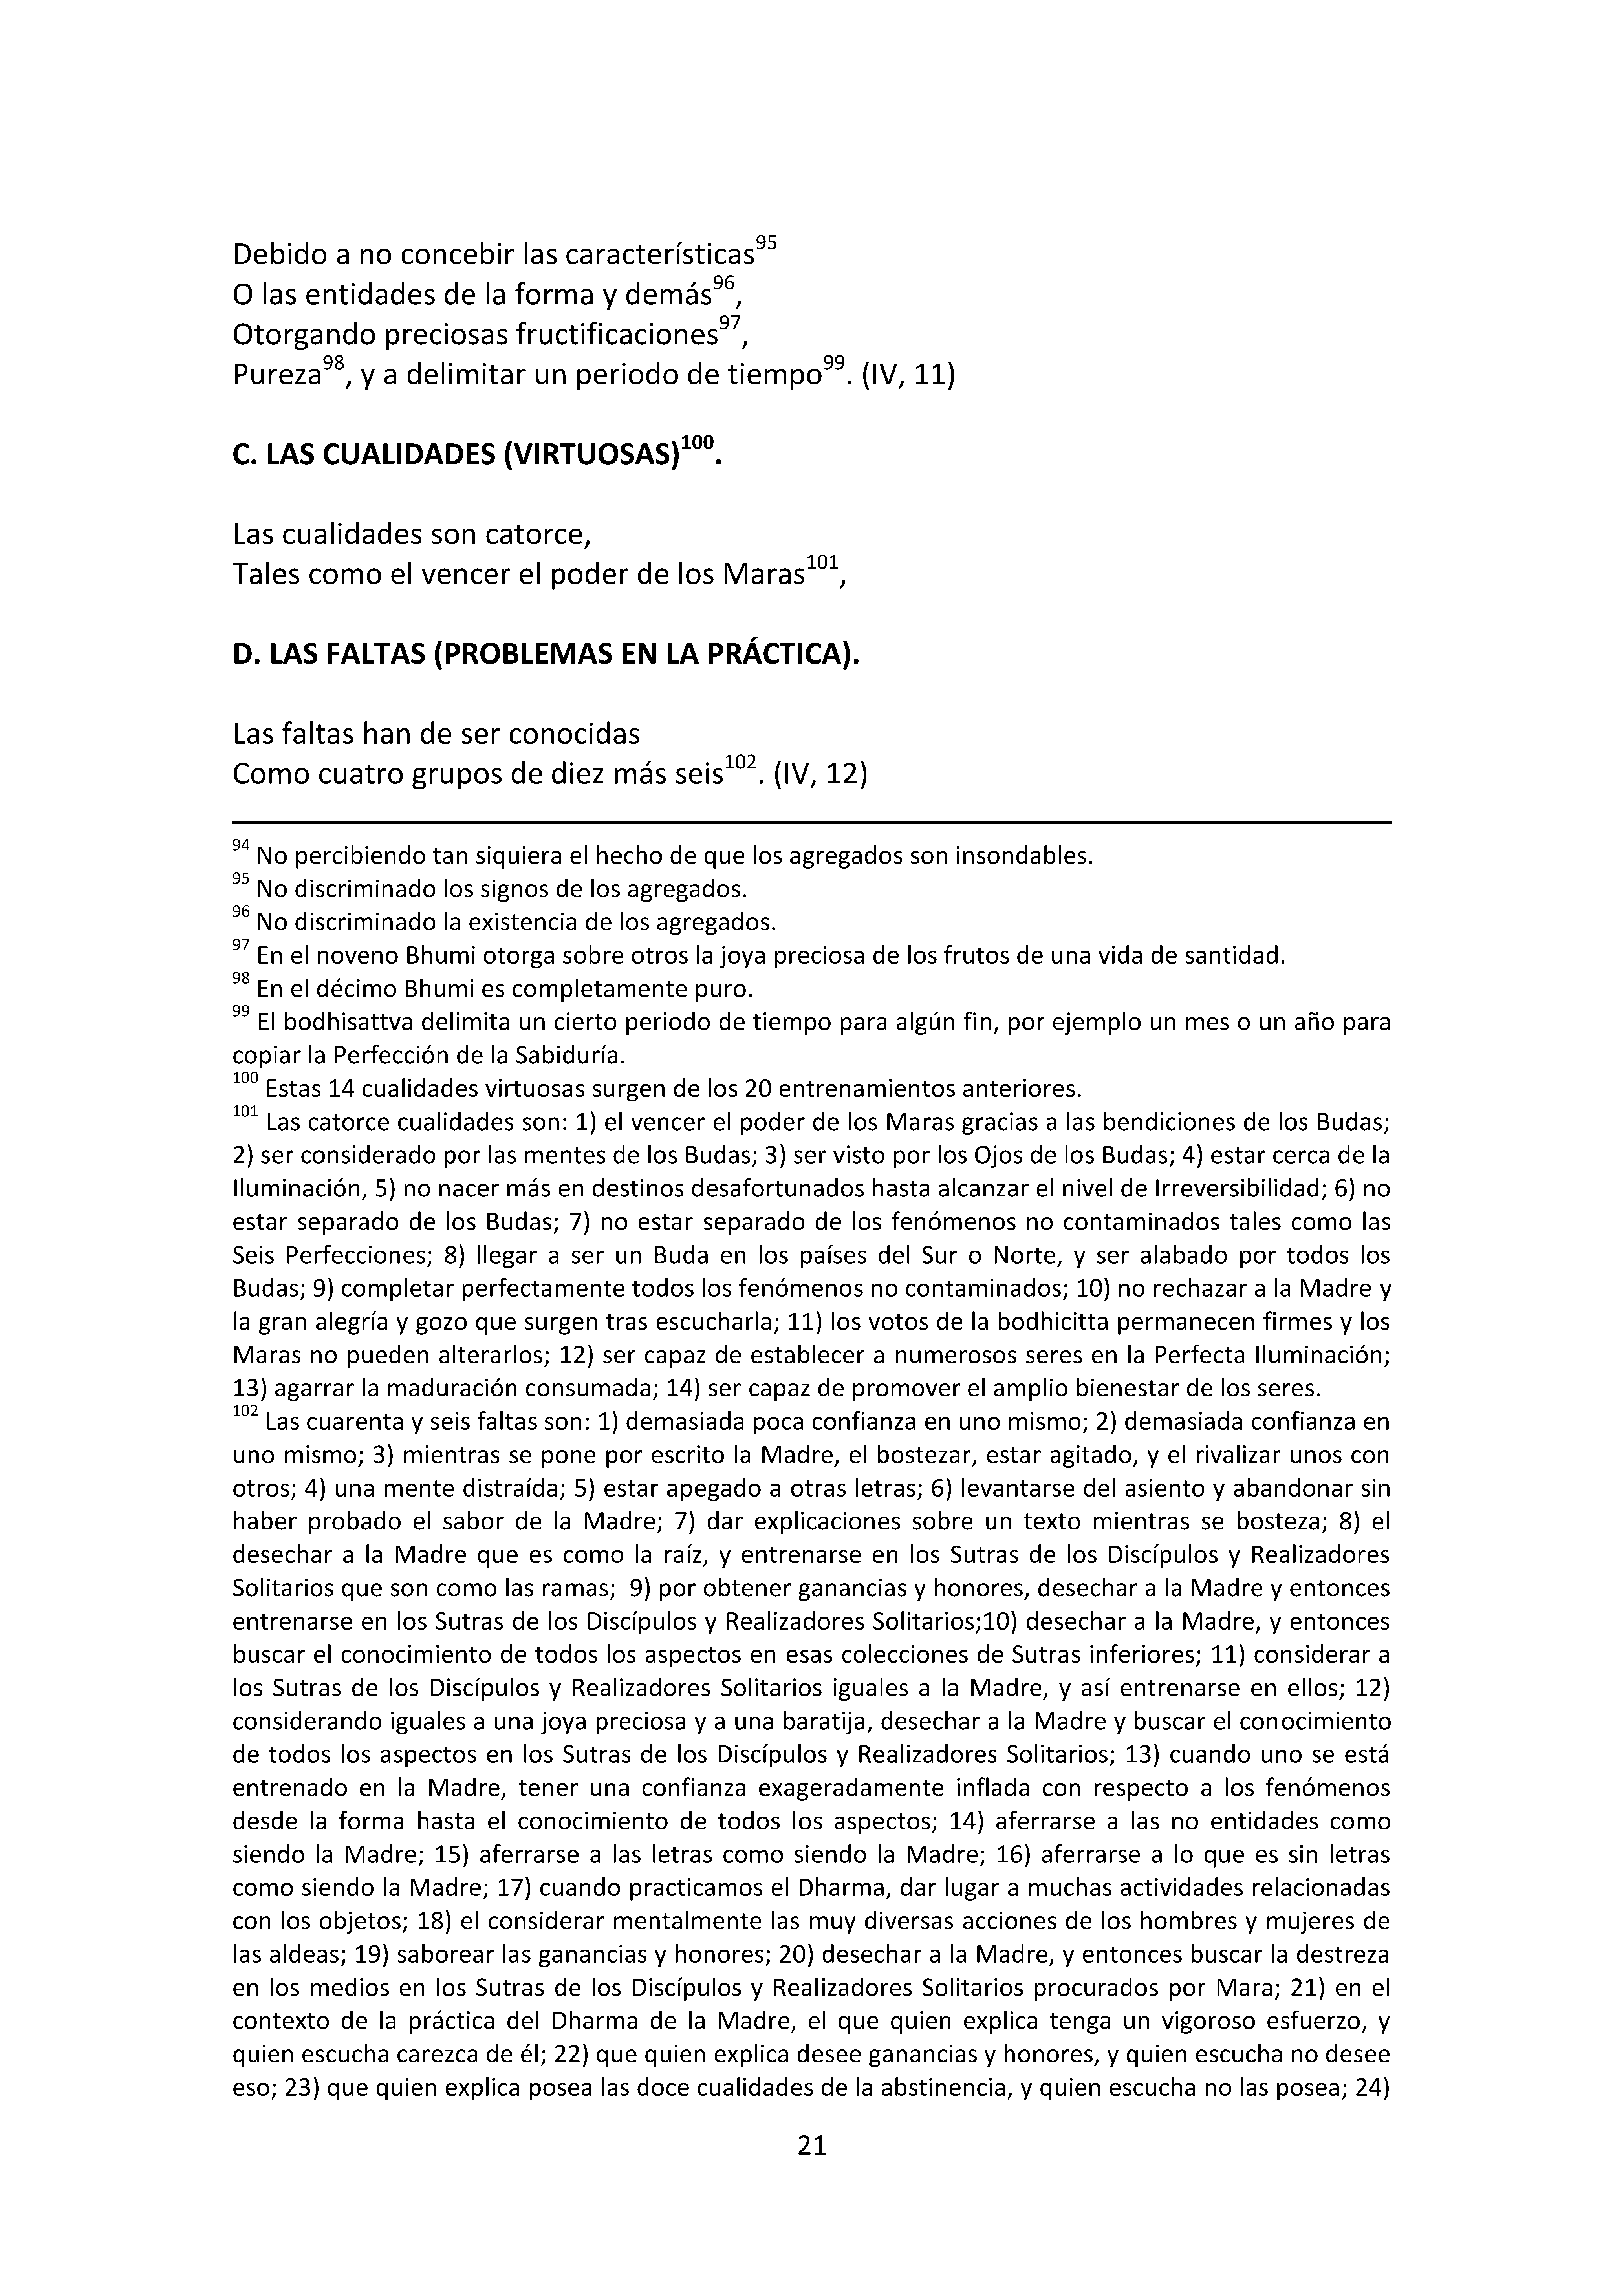 Debido a no concebir las características95
O las entidades de la forma y demás96,
Otorgando preciosas fructificaciones97,
Pureza98, y a delimitar un periodo de tiempo99. (IV, 11)
C. LAS CUALIDADES (VIRTUOSAS)100.
Las cualidades son catorce,
Tales como el vencer el poder de los Maras101,
D. LAS FALTAS (PROBLEMAS EN LA PRÁCTICA).
Las faltas han de ser conocidas
Como cuatro grupos de diez más seis102. (IV, 12)
94 No percibiendo tan siquiera el hecho de que los agregados son insondables.
95 No discriminado los signos de los agregados.
96 No discriminado la existencia de los agregados.
97 En el noveno Bhumi otorga sobre otros la joya preciosa de los frutos de una vida de santidad.
98 En el décimo Bhumi es completamente puro.
99 El bodhisattva delimita un cierto periodo de tiempo para algún fin, por ejemplo un mes o un año para
copiar la Perfección de la Sabiduría.
100 Estas 14 cualidades virtuosas surgen de los 20 entrenamientos anteriores.
101 Las catorce cualidades son: 1) el vencer el poder de los Maras gracias a las bendiciones de los Budas;
2) ser considerado por las mentes de los Budas; 3) ser visto por los Ojos de los Budas; 4) estar cerca de la
Iluminación, 5) no nacer más en destinos desafortunados hasta alcanzar el nivel de Irreversibilidad; 6) no
estar separado de los Budas; 7) no estar separado de los fenómenos no contaminados tales como las
Seis Perfecciones; 8) llegar a ser un Buda en los países del Sur o Norte, y ser alabado por todos los
Budas; 9) completar perfectamente todos los fenómenos no contaminados; 10) no rechazar a la Madre y
la gran alegría y gozo que surgen tras escucharla; 11) los votos de la bodhicitta permanecen firmes y los
Maras no pueden alterarlos; 12) ser capaz de establecer a numerosos seres en la Perfecta Iluminación;
13) agarrar la maduración consumada; 14) ser capaz de promover el amplio bienestar de los seres.
102 Las cuarenta y seis faltas son: 1) demasiada poca confianza en uno mismo; 2) demasiada confianza en
uno mismo; 3) mientras se pone por escrito la Madre, el bostezar, estar agitado, y el rivalizar unos con
otros; 4) una mente distraída; 5) estar apegado a otras letras; 6) levantarse del asiento y abandonar sin
haber probado el sabor de la Madre; 7) dar explicaciones sobre un texto mientras se bosteza; 8) el
desechar a la Madre que es como la raíz, y entrenarse en los Sutras de los Discípulos y Realizadores
Solitarios que son como las ramas; 9) por obtener ganancias y honores, desechar a la Madre y entonces
entrenarse en los Sutras de los Discípulos y Realizadores Solitarios;10) desechar a la Madre, y entonces
buscar el conocimiento de todos los aspectos en esas colecciones de Sutras inferiores; 11) considerar a
los Sutras de los Discípulos y Realizadores Solitarios iguales a la Madre, y así entrenarse en ellos; 12)
considerando iguales a una joya preciosa y a una baratija, desechar a la Madre y buscar el conocimiento
de todos los aspectos en los Sutras de los Discípulos y Realizadores Solitarios; 13) cuando uno se está
entrenado en la Madre, tener una confianza exageradamente inflada con respecto a los fenómenos
desde la forma hasta el conocimiento de todos los aspectos; 14) aferrarse a las no entidades como
siendo la Madre; 15) aferrarse a las letras como siendo la Madre; 16) aferrarse a lo que es sin letras
como siendo la Madre; 17) cuando practicamos el Dharma, dar lugar a muchas actividades relacionadas
con los objetos; 18) el considerar mentalmente las muy diversas acciones de los hombres y mujeres de
las aldeas; 19) saborear las ganancias y honores; 20) desechar a la Madre, y entonces buscar la destreza
en los medios en los Sutras de los Discípulos y Realizadores Solitarios procurados por Mara; 21) en el
contexto de la práctica del Dharma de la Madre, el que quien explica tenga un vigoroso esfuerzo, y
quien escucha carezca de él; 22) que quien explica desee ganancias y honores, y quien escucha no desee
eso; 23) que quien explica posea las doce cualidades de la abstinencia, y quien escucha no las posea; 24)
21